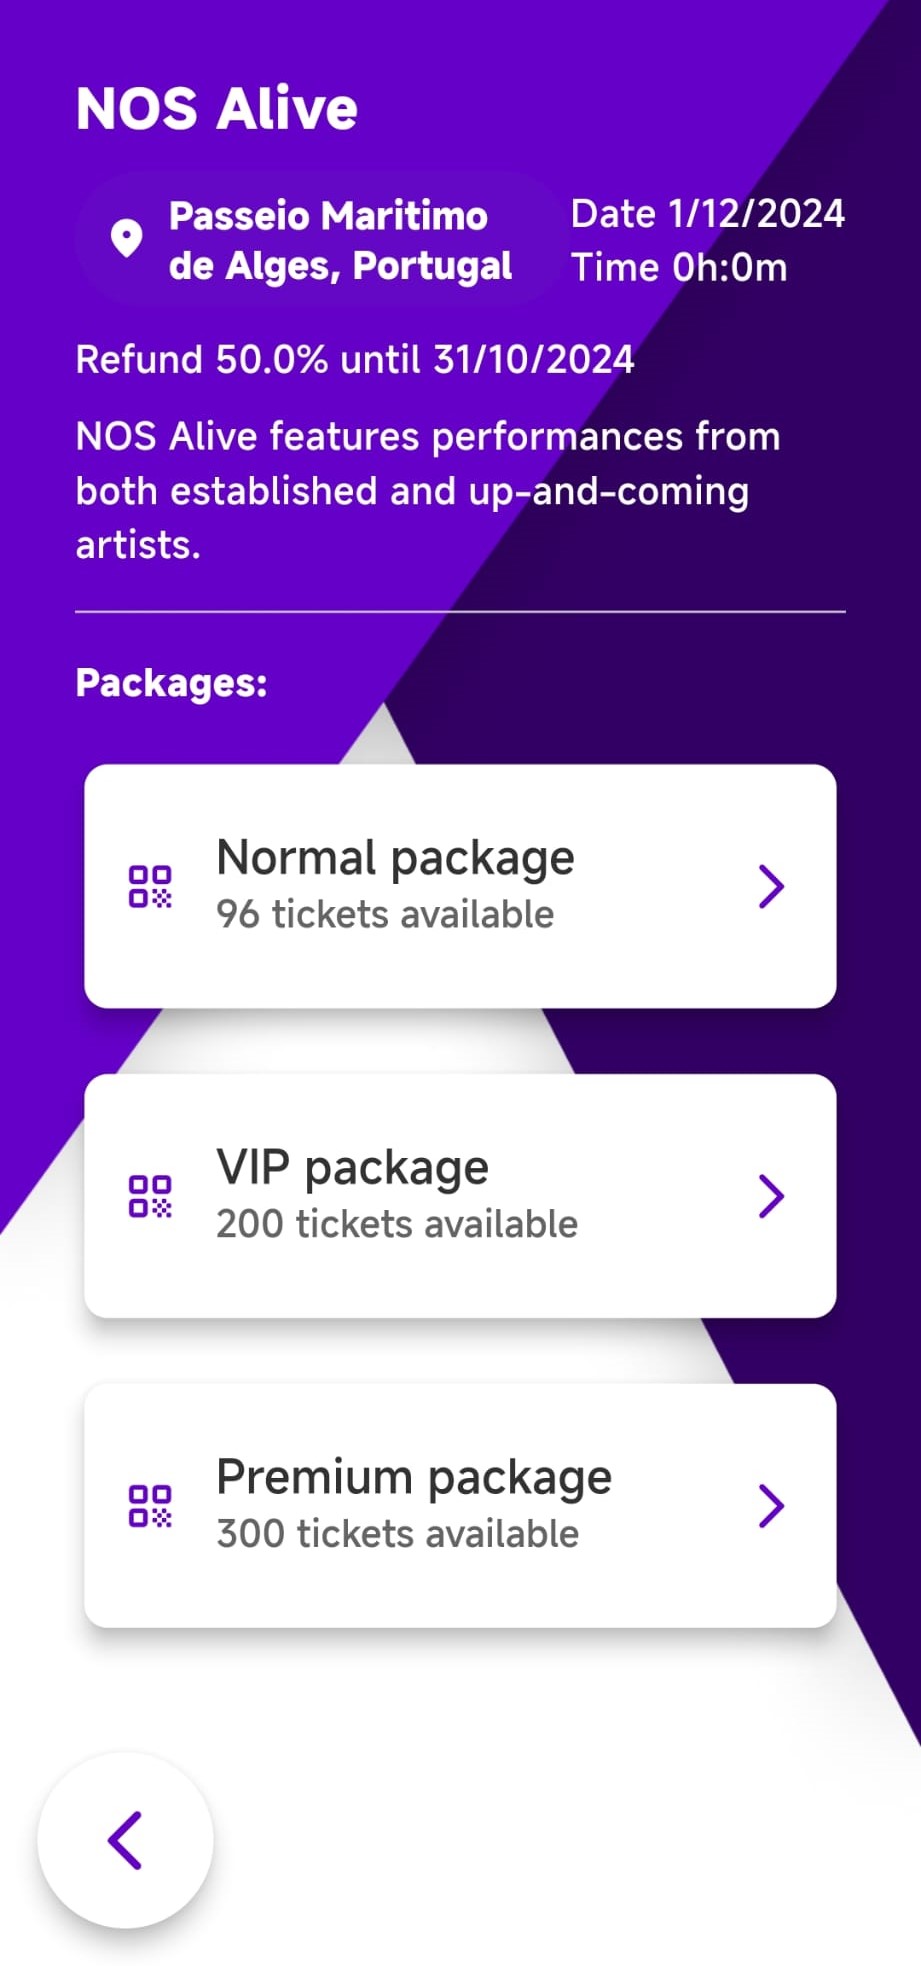 NOS Alive
Passeio Maritimo
de Alges, Portugal
Date 1/12/2024
Time 0h:0m
Refund 50.0% until 31/10/2024
NOS Alive features performances from
both established and up-and-coming
artists.
Packages:
Normal package
96 tickets available
VIP package
200 tickets available
Premium package
300 tickets available